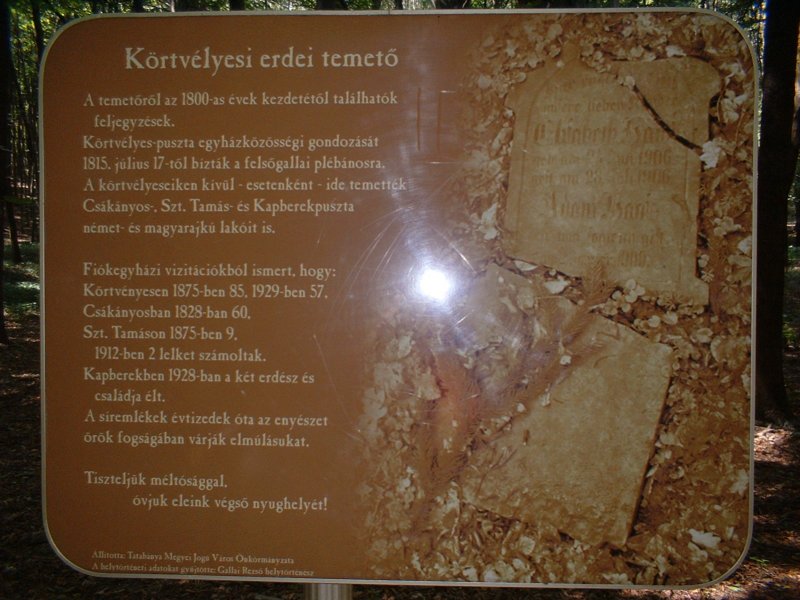 Körtvélyesi erdei temető
A temetőről az 1800-as évek kezdetétől találhatók
feljegyzések.
Körtvélyes-puszta egyházközösségi gondozását
1815. július 17-től bízták a felsőgallai plébánosra.
A körtvélyeseiken kívül - esetenként - ide temették
Csákányos-, Szt. Tamás- és Kapberekpuszta
német- és magyarajkú lakóit is.
Fiókegyházi vizitációkból ismert, hogy:
Körtvényesen 1875-ben 85, 1929-ben 57,
Csákányosban 1828-ban 60,
Szt. Tamáson 1875-ben 9,
1912-ben 2 lelket számoltak.
Kapberekben 1928-ban a két erdész és
családja élt.
A síremlékek évtizedek óta az enyészet
örök fogságában várják elmúlásukat.
Tiszteljük méltósággal,
óvjuk eleink végső nyughelyét!
Állította: Tatabánya Megyei Jogú Város Önkormányzata
A helytörténeti adatokat gyűjtötte: Gallai Rezső helytörténész
lieben
1906
1906
Adam